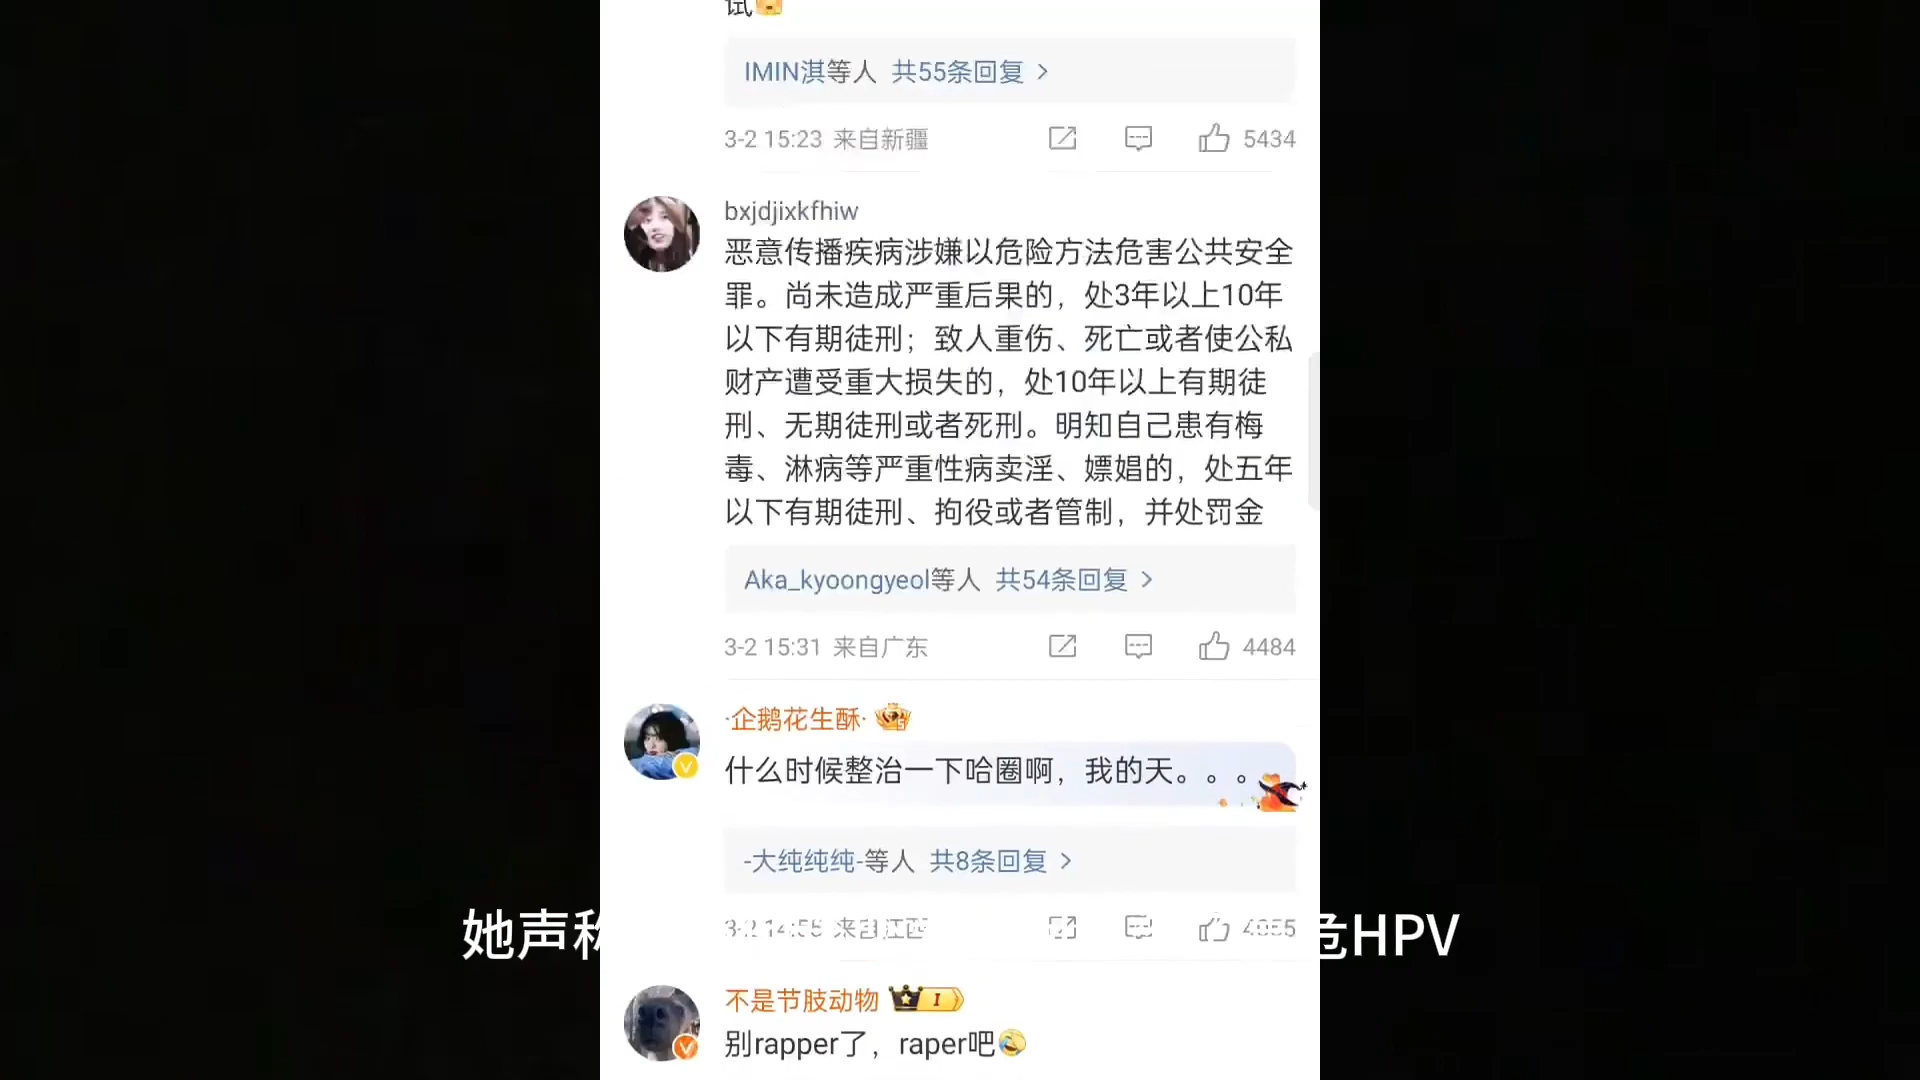 试
IMIN淇等人 共55条回复 >
3-2 15:23 来自新疆 5434
bxjdjixkfhiw
恶意传播疾病涉嫌以危险方法危害公共安全
罪。尚未造成严重后果的，处3年以上10年
以下有期徒刑；致人重伤、死亡或者使公私
财产遭受重大损失的，处10年以上有期徒
刑、无期徒刑或者死刑。明知自己患有梅
毒、淋病等严重性病卖淫、嫖娼的，处五年
以下有期徒刑、拘役或者管制，并处罚金
Aka_kyoongyeol等人 共54条回复 >
3-2 15:31 来自广东 4484
·企鹅花生酥·
什么时候整治一下哈圈啊，我的天。。。
-大纯纯纯-等人 共8条回复 >
她声称 危HPV
不是节肢动物 I
别rapper了，raper吧